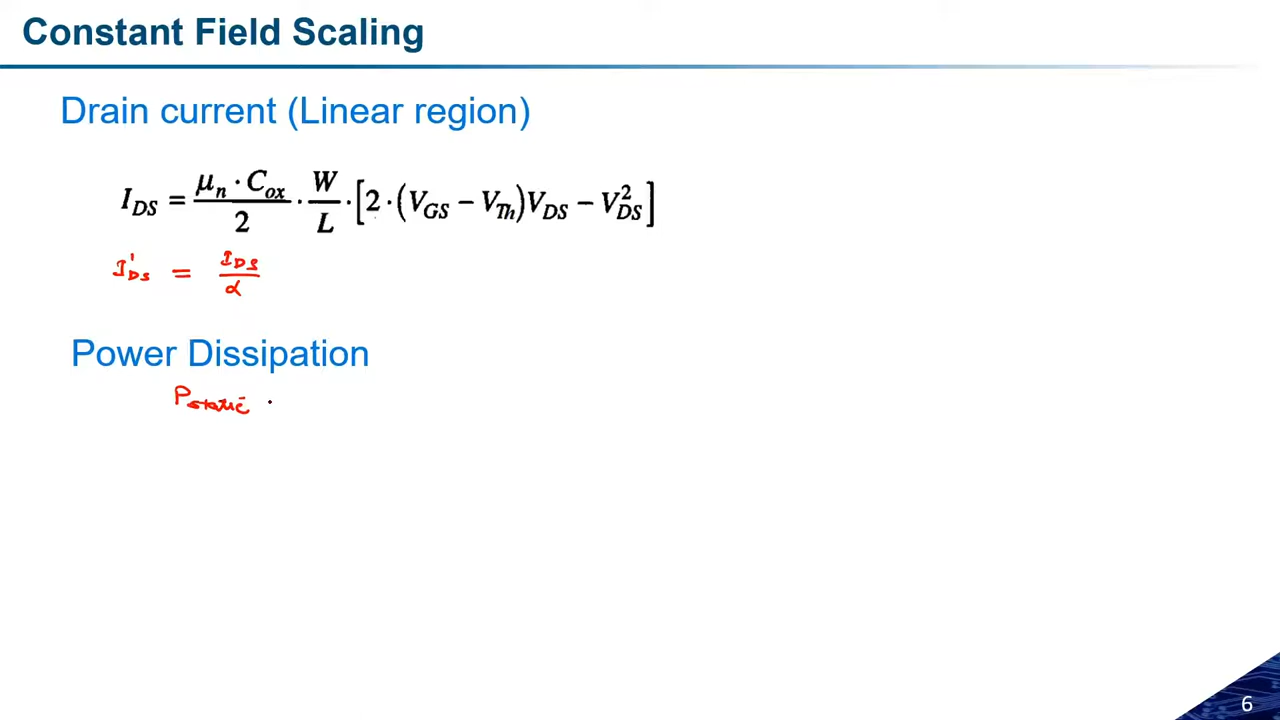 Constant Field Scaling
Drain current (Linear region)
I_DS = (μ_n · C_ox)/2 · W/L · [2 · (V_GS − V_Th)V_DS − V_DS^2]
I'_DS = I_DS/α
Power Dissipation
P_static
6